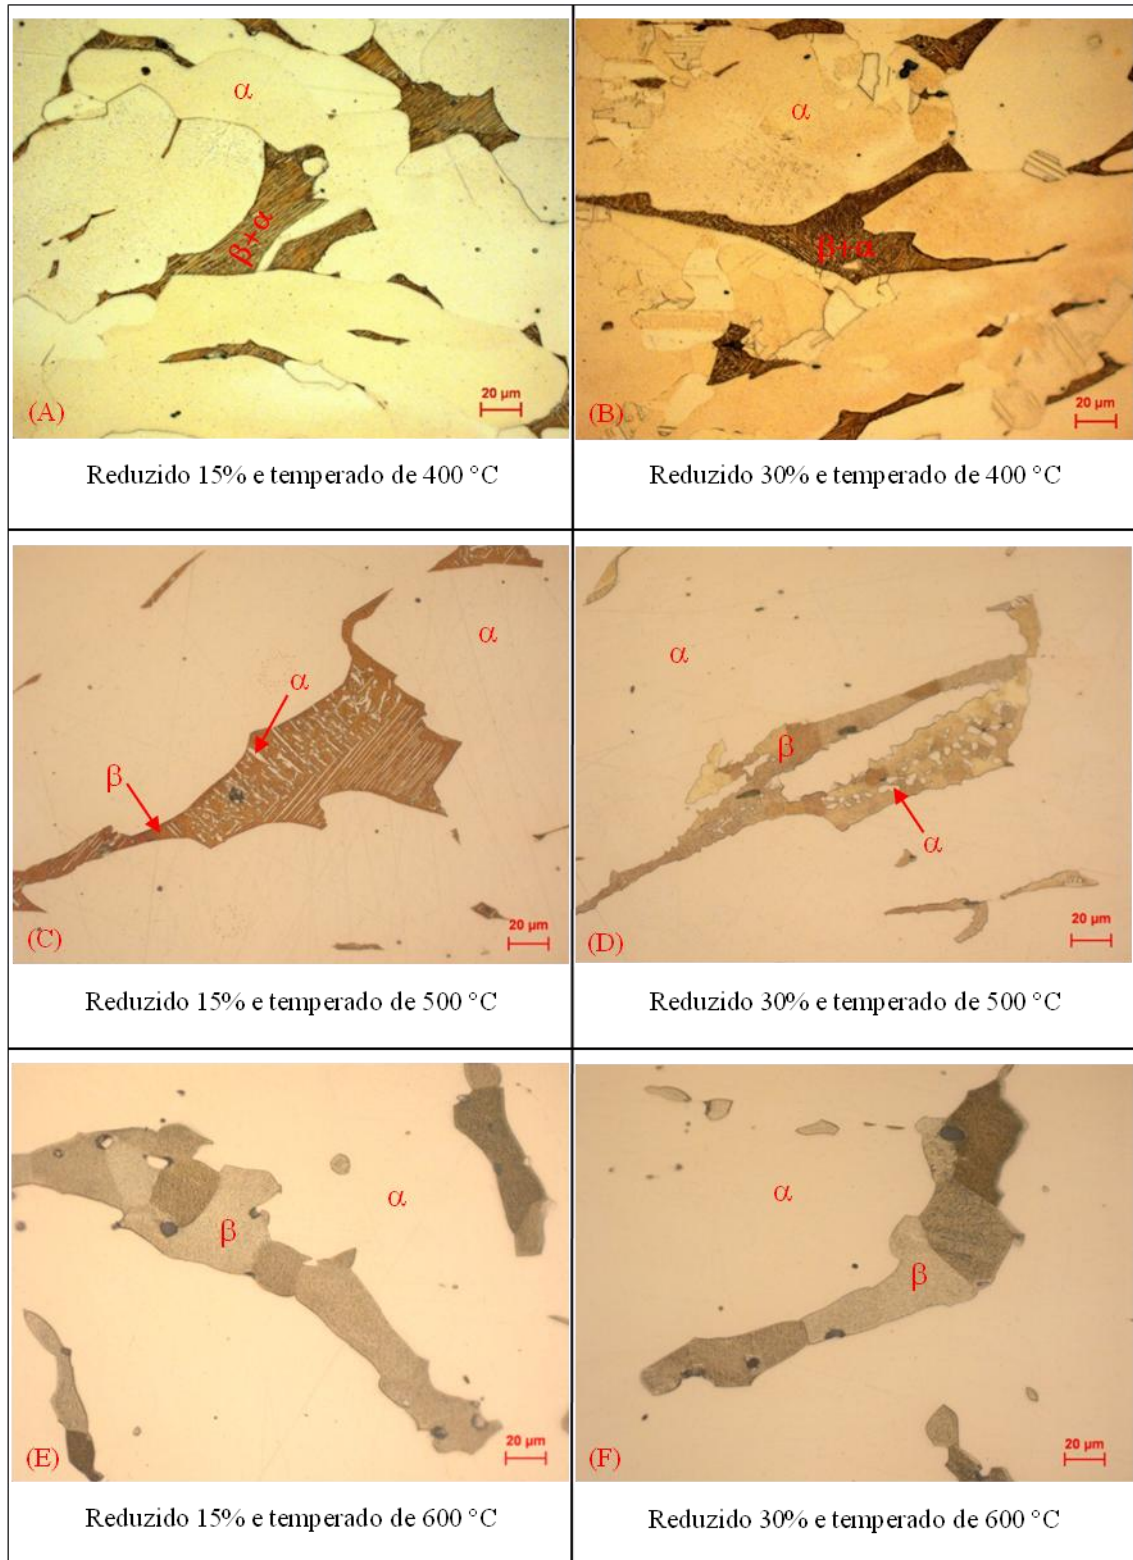 α
β+α
20 µm
(A)
Reduzido 15% e temperado de 400 °C
α
β+α
20 µm
(B)
Reduzido 30% e temperado de 400 °C
α
α
β
20 µm
(C)
Reduzido 15% e temperado de 500 °C
α
β
α
20 µm
(D)
Reduzido 30% e temperado de 500 °C
α
β
20 µm
(E)
Reduzido 15% e temperado de 600 °C
α
β
20 µm
(F)
Reduzido 30% e temperado de 600 °C